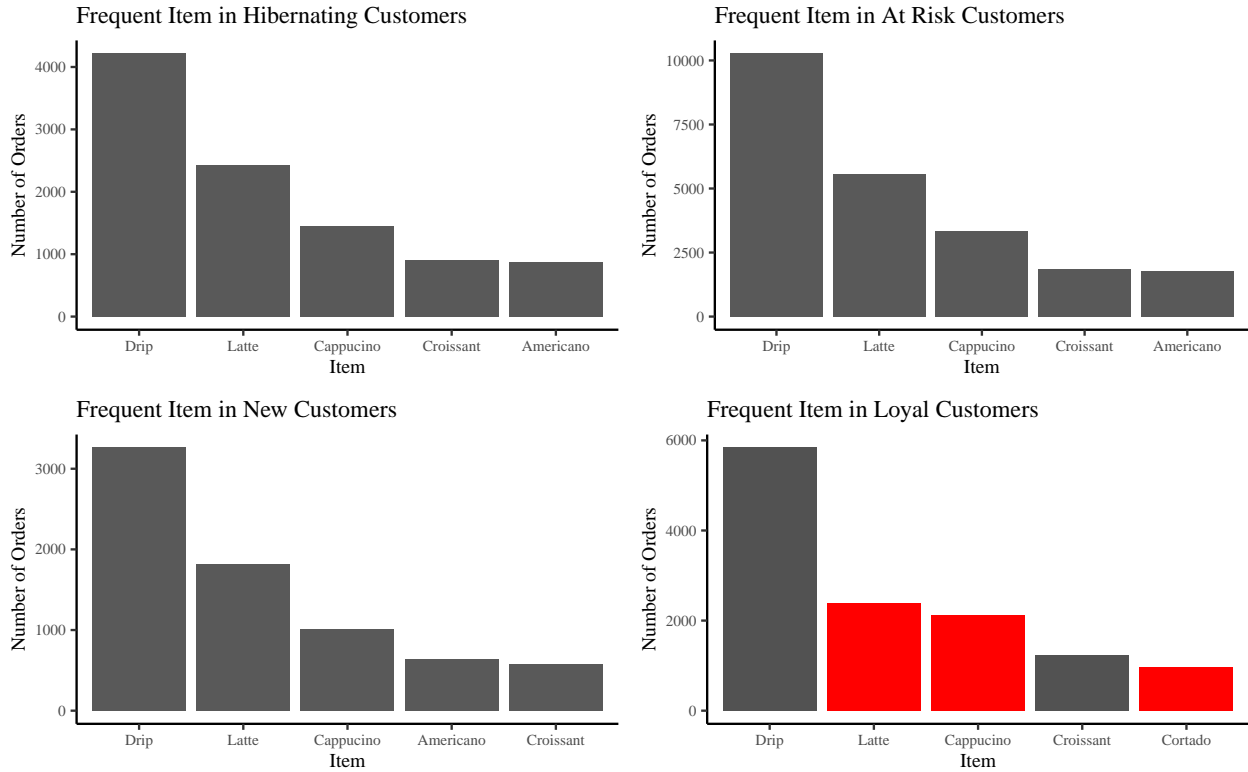 Frequent Item in Hibernating Customers
Number of Orders
4000
3000
2000
1000
0
Drip Latte Cappucino Croissant Americano
Item
Frequent Item in At Risk Customers
Number of Orders
10000
7500
5000
2500
0
Drip Latte Cappucino Croissant Americano
Item
Frequent Item in New Customers
Number of Orders
3000
2000
1000
0
Drip Latte Cappucino Americano Croissant
Item
Frequent Item in Loyal Customers
Number of Orders
6000
4000
2000
0
Drip Latte Cappucino Croissant Cortado
Item